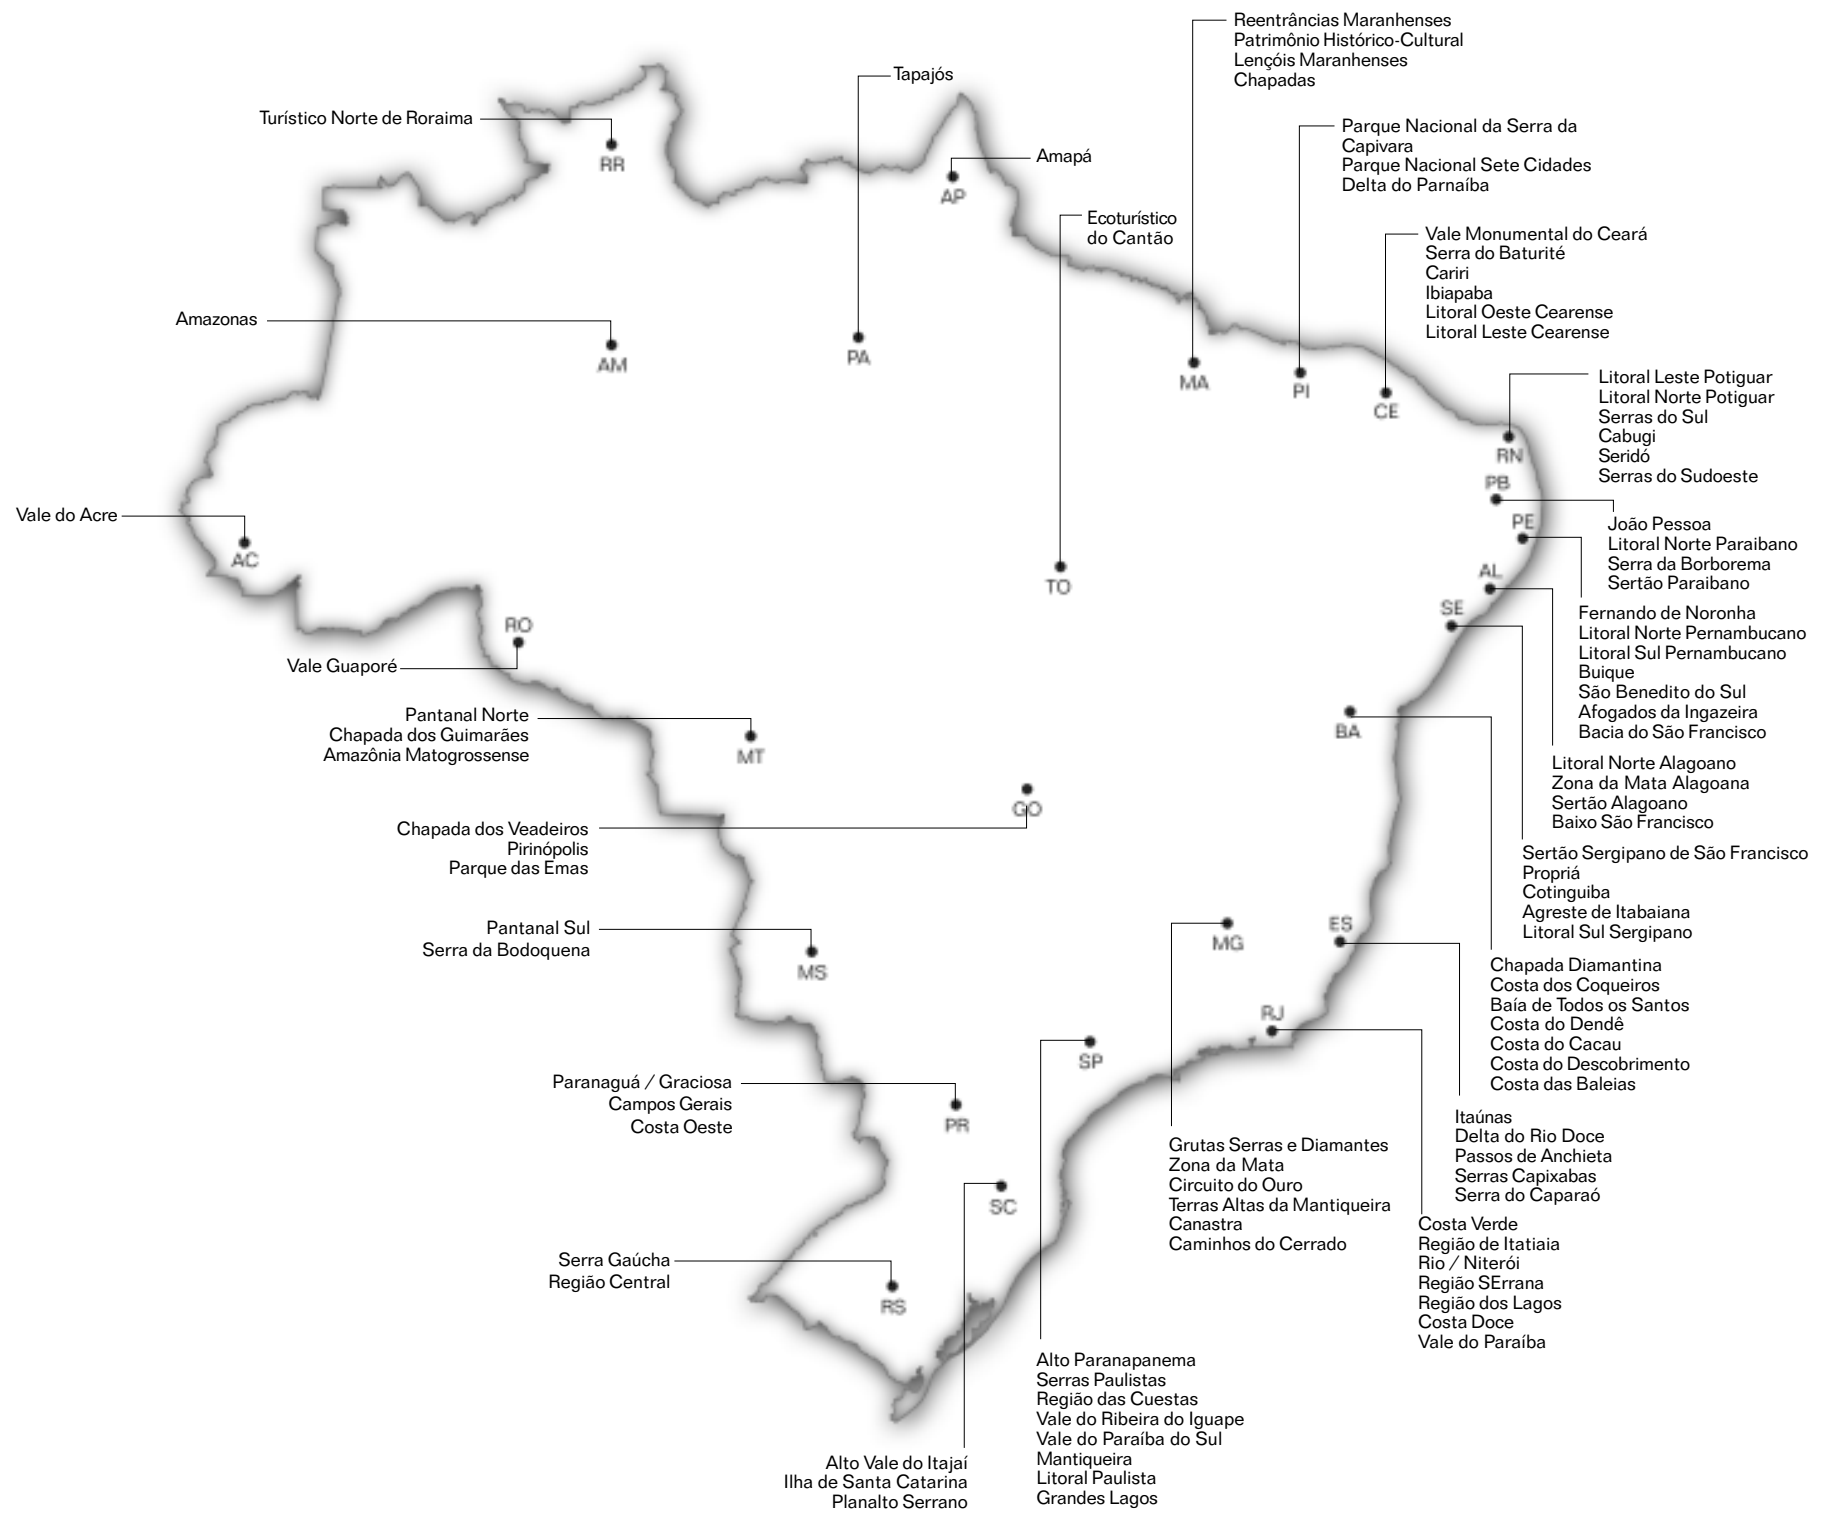 Reentrâncias Maranhenses
Patrimônio Histórico-Cultural
Lençóis Maranhenses
Chapadas
Tapajós
Turístico Norte de Roraima
RR
Parque Nacional da Serra da
Capivara
Parque Nacional Sete Cidades
Delta do Parnaíba
Amapá
AP
Ecoturístico
do Cantão
Vale Monumental do Ceará
Serra do Baturité
Cariri
Ibiapaba
Litoral Oeste Cearense
Litoral Leste Cearense
Amazonas
AM
PA
MA
PI
CE
Litoral Leste Potiguar
Litoral Norte Potiguar
Serras do Sul
Cabugi
Seridó
Serras do Sudoeste
RN
PB
Vale do Acre
AC
PE
João Pessoa
Litoral Norte Paraibano
Serra da Borborema
Sertão Paraibano
TO
AL
SE
Fernando de Noronha
Litoral Norte Pernambucano
Litoral Sul Pernambucano
Buique
São Benedito do Sul
Afogados da Ingazeira
Bacia do São Francisco
RO
Vale Guaporé
Pantanal Norte
Chapada dos Guimarães
Amazônia Matogrossense
MT
BA
Litoral Norte Alagoano
Zona da Mata Alagoana
Sertão Alagoano
Baixo São Francisco
GO
Chapada dos Veadeiros
Pirinópolis
Parque das Emas
Sertão Sergipano de São Francisco
Propriá
Cotinguiba
Agreste de Itabaiana
Litoral Sul Sergipano
Pantanal Sul
Serra da Bodoquena
MS
MG
ES
Chapada Diamantina
Costa dos Coqueiros
Baía de Todos os Santos
Costa do Dendê
Costa do Cacau
Costa do Descobrimento
Costa das Baleias
RJ
SP
Paranaguá / Graciosa
Campos Gerais
Costa Oeste
PR
Itaúnas
Delta do Rio Doce
Passos de Anchieta
Serras Capixabas
Serra do Caparaó
Grutas Serras e Diamantes
Zona da Mata
Circuito do Ouro
Terras Altas da Mantiqueira
Canastra
Caminhos do Cerrado
SC
Costa Verde
Região de Itatiaia
Rio / Niterói
Região SErrana
Região dos Lagos
Costa Doce
Vale do Paraíba
Serra Gaúcha
Região Central
RS
Alto Paranapanema
Serras Paulistas
Região das Cuestas
Vale do Ribeira do Iguape
Vale do Paraíba do Sul
Mantiqueira
Litoral Paulista
Grandes Lagos
Alto Vale do Itajaí
Ilha de Santa Catarina
Planalto Serrano